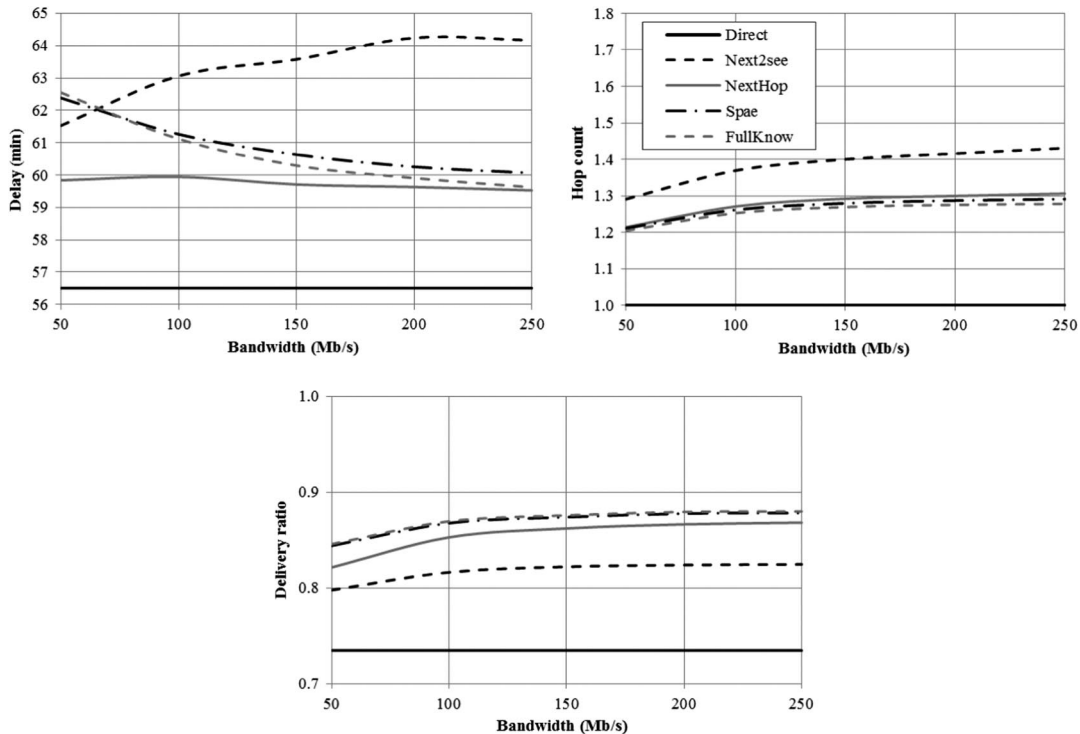 Delay (min)
65
64
63
62
61
60
59
58
57
56
50 100 150 200 250
Bandwidth (Mb/s)
Hop count
1.8
1.7
1.6
1.5
1.4
1.3
1.2
1.1
1.0
50 100 150 200 250
Bandwidth (Mb/s)
Direct
Next2see
NextHop
Spae
FullKnow
Delivery ratio
1.0
0.9
0.8
0.7
50 100 150 200 250
Bandwidth (Mb/s)